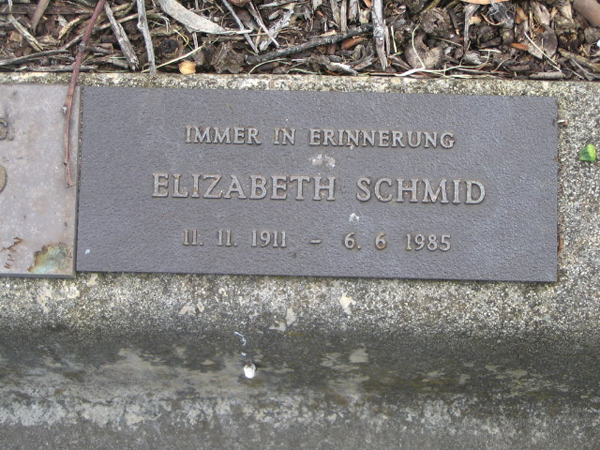 IMMER IN ERINNERUNG
ELIZABETH SCHMID
11. 11. 1911 – 6. 6 1985